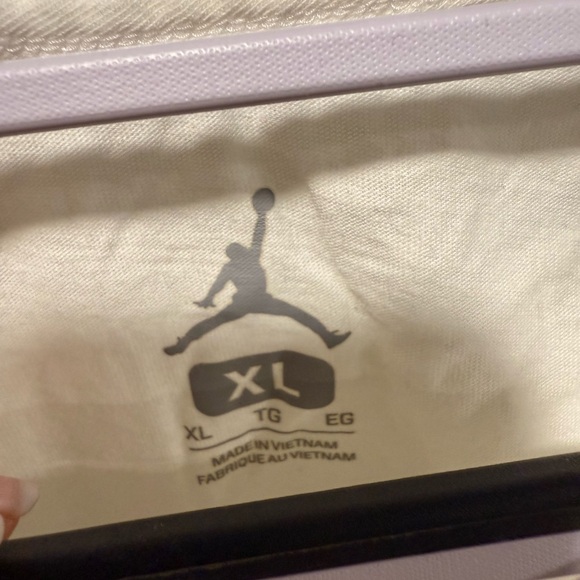 XL
XL TG EG
MADE IN VIETNAM
FABRIQUE AU VIETNAM